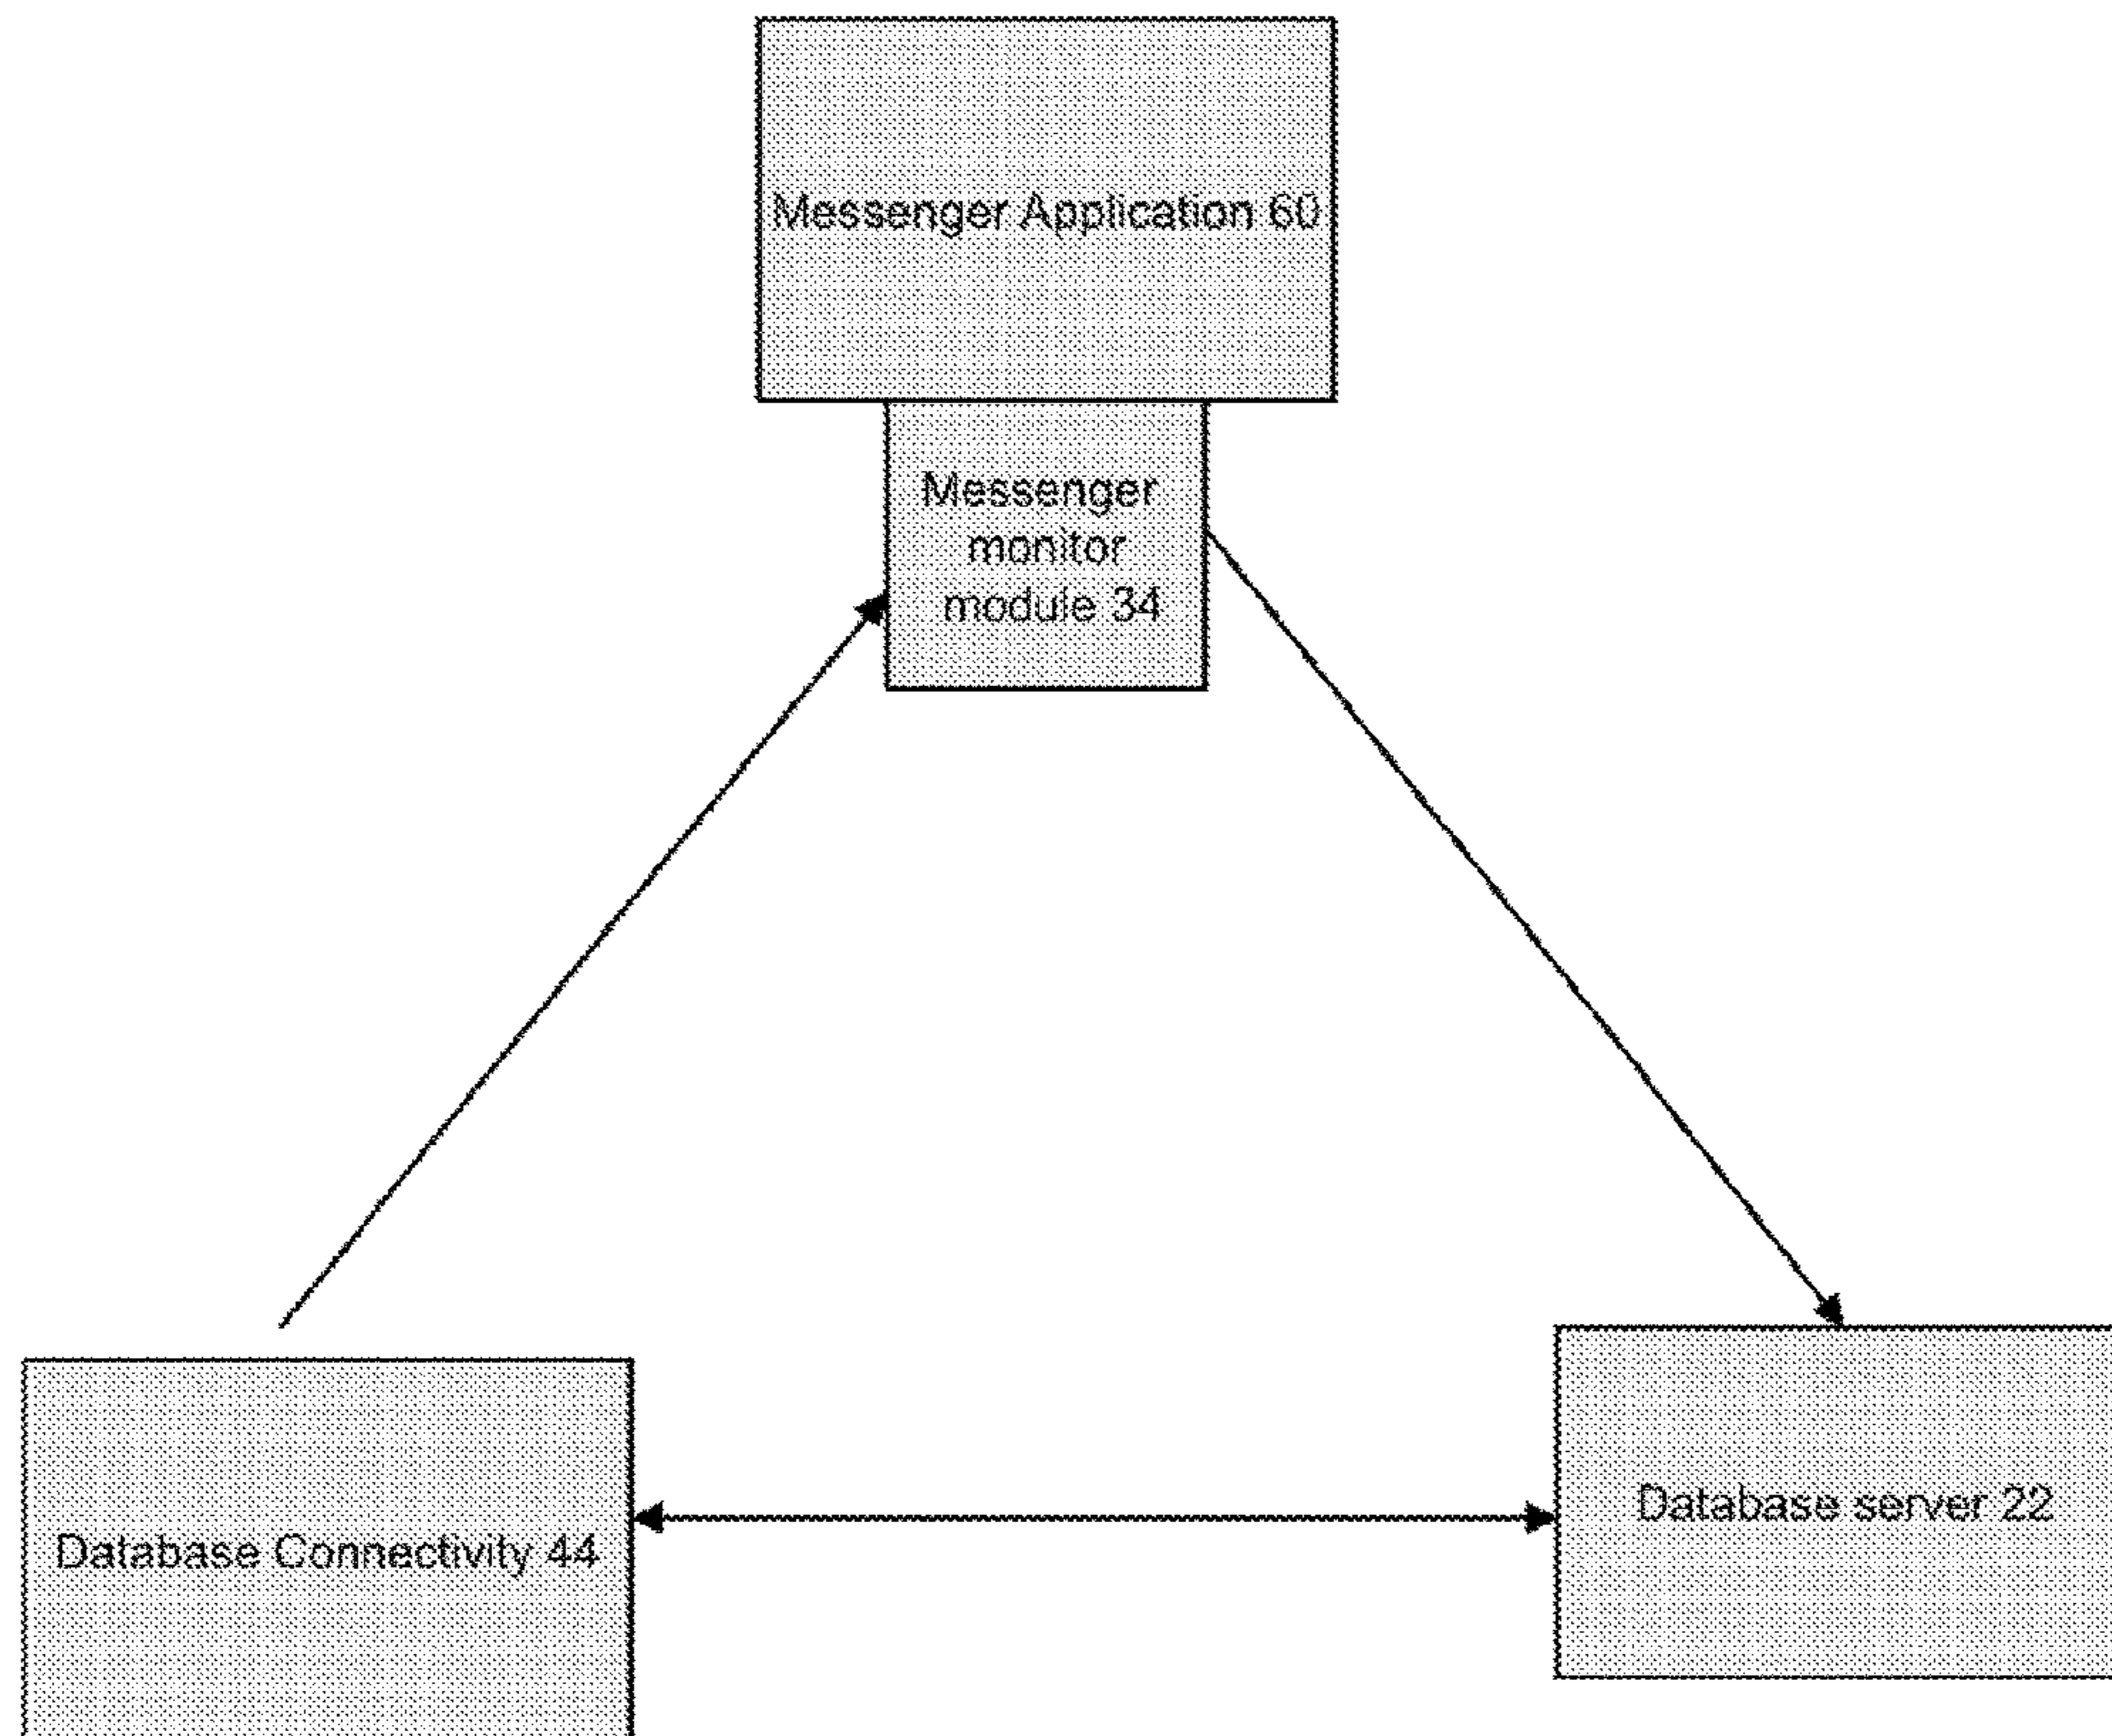 Messenger Application 60
Messenger
monitor
module 34
Database Connectivity 44
Database server 22